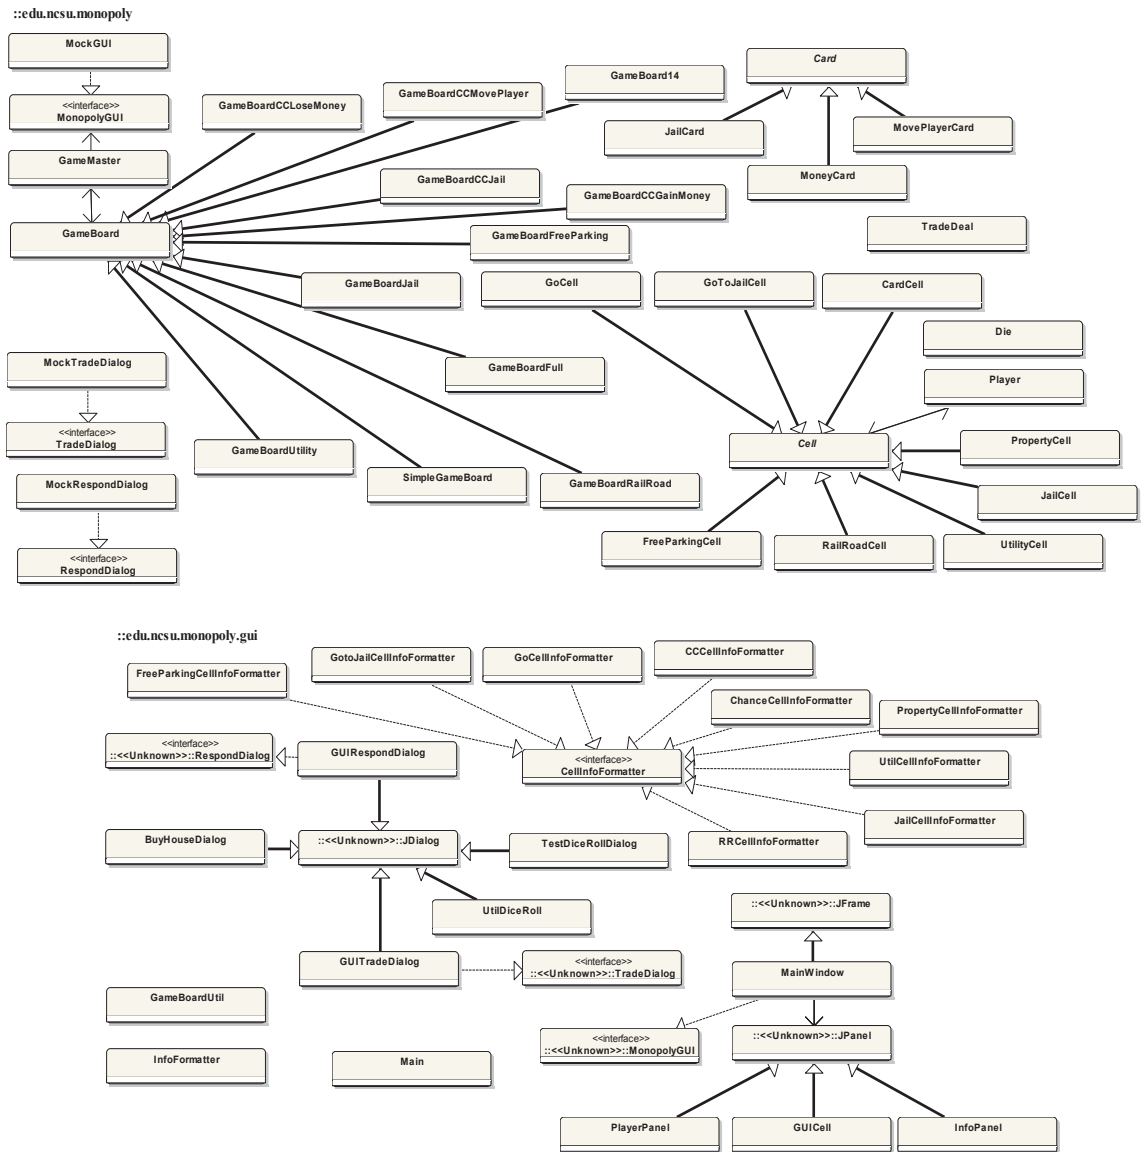 ::edu.ncsu.monopoly
MockGUI
<<interface>>
MonopolyGUI
GameMaster
GameBoard
GameBoardCCLoseMoney
GameBoardCCMovePlayer
GameBoard14
Card
JailCard
MovePlayerCard
MoneyCard
GameBoardCCJail
GameBoardCCGainMoney
GameBoardFreeParking
TradeDeal
GameBoardJail
GoCell
GoToJailCell
CardCell
Die
Player
GameBoardFull
MockTradeDialog
<<interface>>
TradeDialog
MockRespondDialog
<<interface>>
RespondDialog
GameBoardUtility
SimpleGameBoard
GameBoardRailRoad
Cell
PropertyCell
JailCell
FreeParkingCell
RailRoadCell
UtilityCell
::edu.ncsu.monopoly.gui
FreeParkingCellInfoFormatter
GotoJailCellInfoFormatter
GoCellInfoFormatter
CCCellInfoFormatter
ChanceCellInfoFormatter
PropertyCellInfoFormatter
<<interface>>
::<<Unknown>>::RespondDialog
GUIRespondDialog
<<interface>>
CellInfoFormatter
UtilCellInfoFormatter
JailCellInfoFormatter
RRCellInfoFormatter
BuyHouseDialog
::<<Unknown>>::JDialog
TestDiceRollDialog
UtilDiceRoll
GUITradeDialog
<<interface>>
::<<Unknown>>::TradeDialog
::<<Unknown>>::JFrame
MainWindow
GameBoardUtil
InfoFormatter
Main
<<interface>>
::<<Unknown>>::MonopolyGUI
::<<Unknown>>::JPanel
PlayerPanel
GUICell
InfoPanel